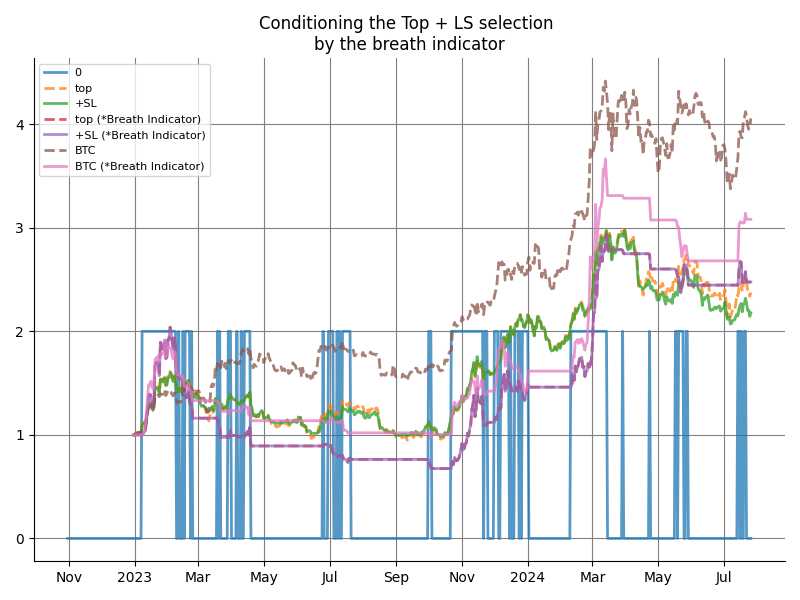 Conditioning the Top + LS selection
by the breath indicator
0
top
+SL
top (*Breath Indicator)
+SL (*Breath Indicator)
BTC
BTC (*Breath Indicator)
4
3
2
1
0
Nov
2023
Mar
May
Jul
Sep
Nov
2024
Mar
May
Jul